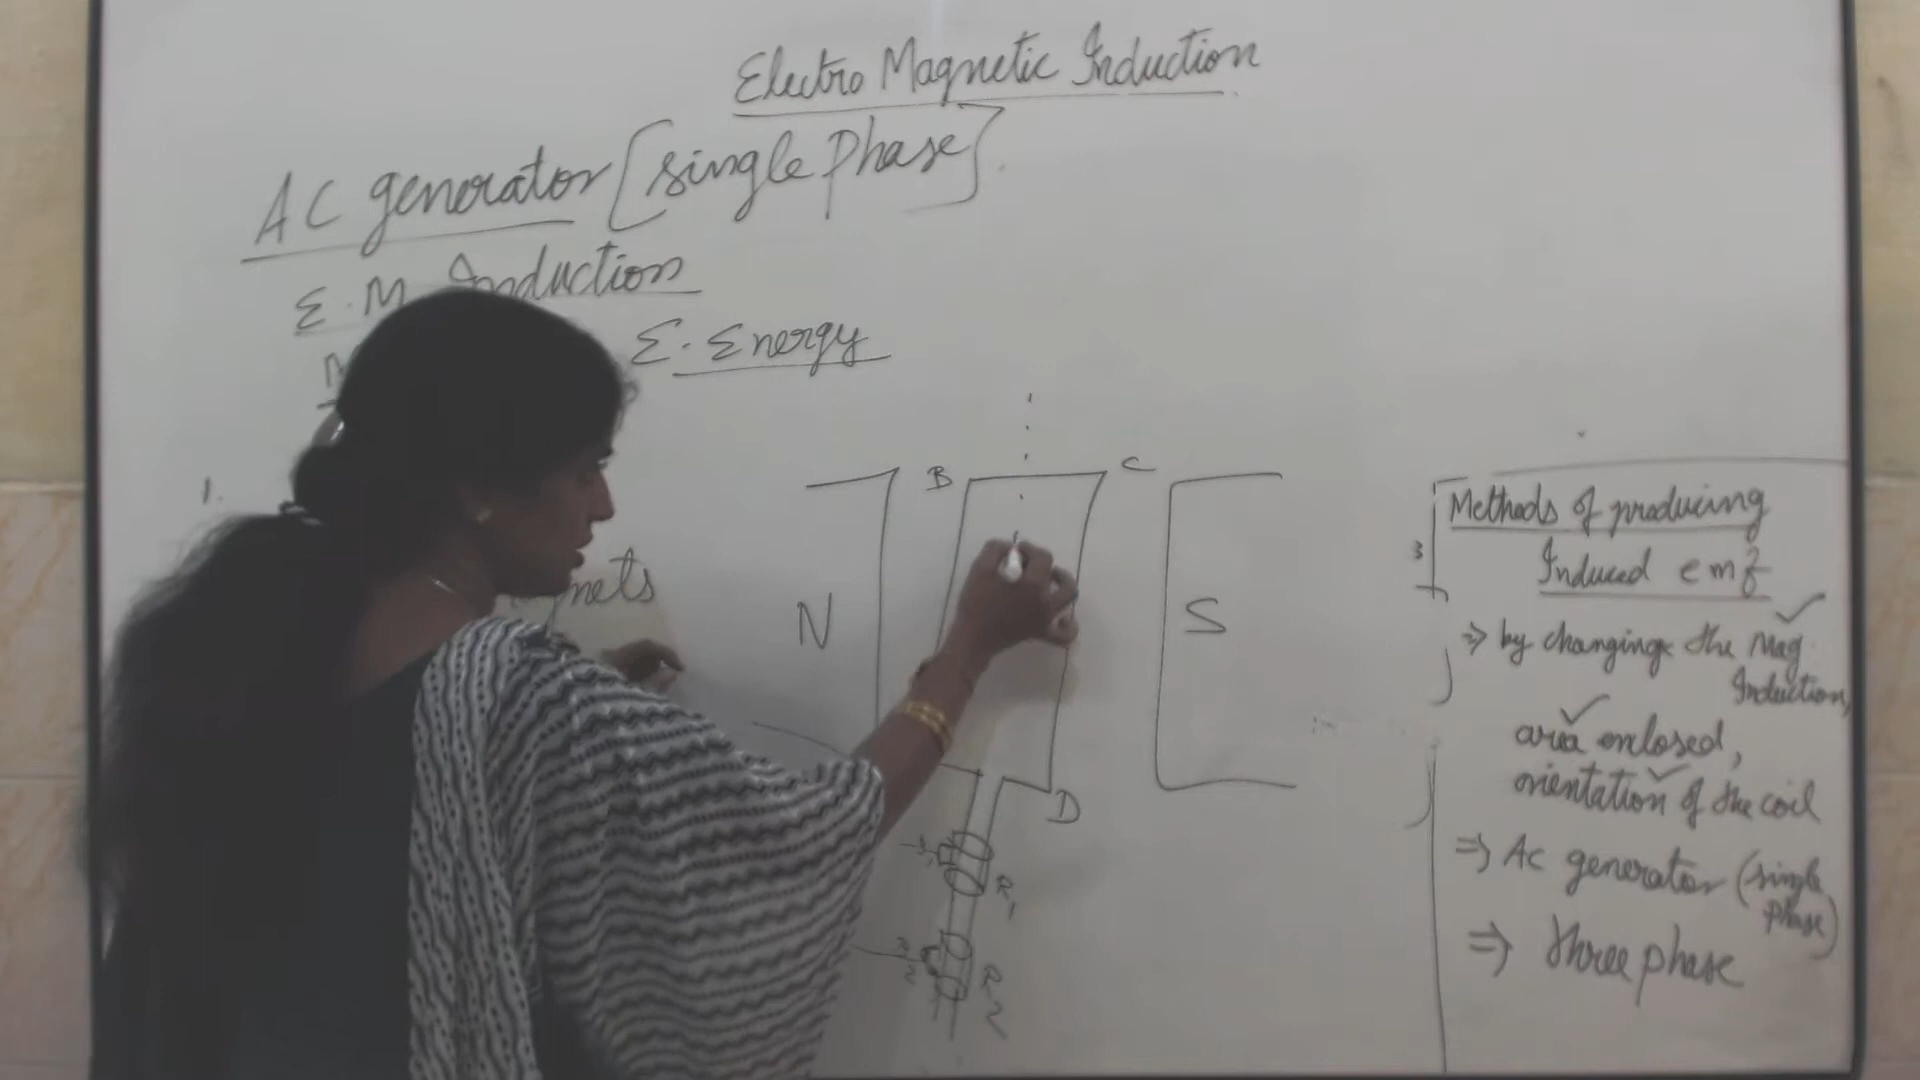 Electro Magnetic Induction
AC generator [single Phase].
E.M. Induction
E. Energy
1.
nets
B
C
N
S
D
R1
R2
Methods of producing
Induced emf
⇒ by changing the Mag.
Induction,
area enclosed,
orientation of the coil
⇒ AC generator (single
phase)
⇒ three phase